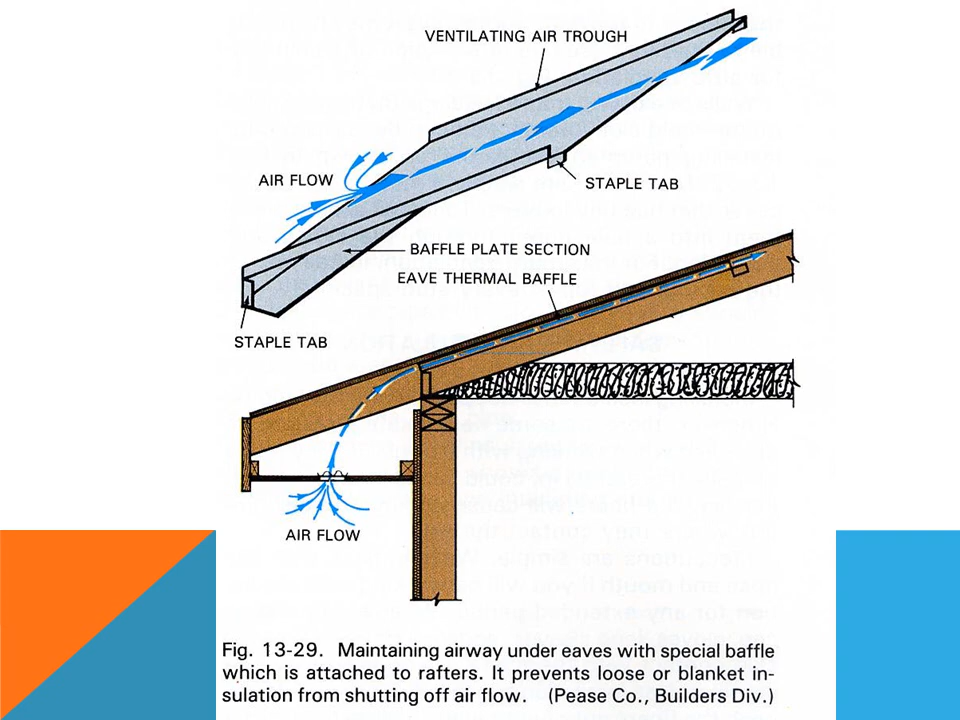 VENTILATING AIR TROUGH
AIR FLOW
STAPLE TAB
BAFFLE PLATE SECTION
EAVE THERMAL BAFFLE
STAPLE TAB
AIR FLOW
Fig. 13-29. Maintaining airway under eaves with special baffle
which is attached to rafters. It prevents loose or blanket in-
sulation from shutting off air flow. (Pease Co., Builders Div.)